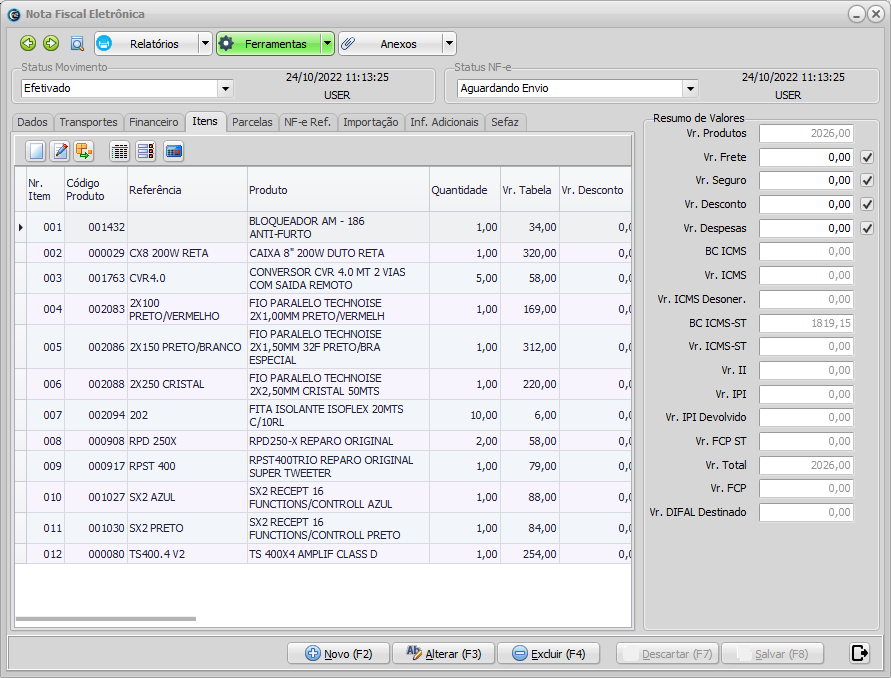 Nota Fiscal Eletrônica
Relatórios
Ferramentas
Anexos
Status Movimento
Efetivado
24/10/2022 11:13:25
USER
Status NF-e
Aguardando Envio
24/10/2022 11:13:25
USER
Dados Transportes Financeiro Itens Parcelas NF-e Ref. Importação Inf. Adicionais Sefaz
Nr. Item Código Produto Referência Produto Quantidade Vr. Tabela Vr. Desconto
001 001432 BLOQUEADOR AM - 186 1,00 34,00 0,0
ANTI-FURTO
002 000029 CX8 200W RETA CAIXA 8" 200W DUTO RETA 1,00 320,00 0,0
003 001763 CVR4.0 CONVERSOR CVR 4.0 MT 2 VIAS 5,00 58,00 0,0
COM SAIDA REMOTO
004 002083 2X100 FIO PARALELO TECHNOISE 1,00 169,00 0,0
PRETO/VERMELHO 2X1,00MM PRETO/VERMELH
005 002086 2X150 PRETO/BRANCO FIO PARALELO TECHNOISE 1,00 312,00 0,0
2X1,50MM 32F PRETO/BRA
ESPECIAL
006 002088 2X250 CRISTAL FIO PARALELO TECHNOISE 1,00 220,00 0,0
2X2,50MM CRISTAL 50MTS
007 002094 202 FITA ISOLANTE ISOFLEX 20MTS 10,00 6,00 0,0
C/10RL
008 000908 RPD 250X RPD250-X REPARO ORIGINAL 2,00 58,00 0,0
009 000917 RPST 400 RPST400TRIO REPARO ORIGINAL 1,00 79,00 0,0
SUPER TWEETER
010 001027 SX2 AZUL SX2 RECEPT 16 1,00 88,00 0,0
FUNCTIONS/CONTROLL AZUL
011 001030 SX2 PRETO SX2 RECEPT 16 1,00 84,00 0,0
FUNCTIONS/CONTROLL PRETO
012 000080 TS400.4 V2 TS 400X4 AMPLIF CLASS D 1,00 254,00 0,0
Resumo de Valores
Vr. Produtos 2026,00
Vr. Frete 0,00
Vr. Seguro 0,00
Vr. Desconto 0,00
Vr. Despesas 0,00
BC ICMS 0,00
Vr. ICMS 0,00
Vr. ICMS Desoner. 0,00
BC ICMS-ST 1819,15
Vr. ICMS-ST 0,00
Vr. II 0,00
Vr. IPI 0,00
Vr. IPI Devolvido 0,00
Vr. FCP ST 0,00
Vr. Total 2026,00
Vr. FCP 0,00
Vr. DIFAL Destinado 0,00
Novo (F2) Alterar (F3) Excluir (F4) Descartar (F7) Salvar (F8)